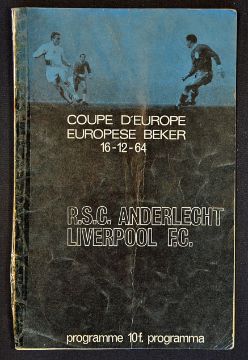 COUPE D'EUROPE
EUROPESE BEKER
16-12-64
R.S.C. ANDERLECHT
LIVERPOOL F.C.
programme 10f. programma